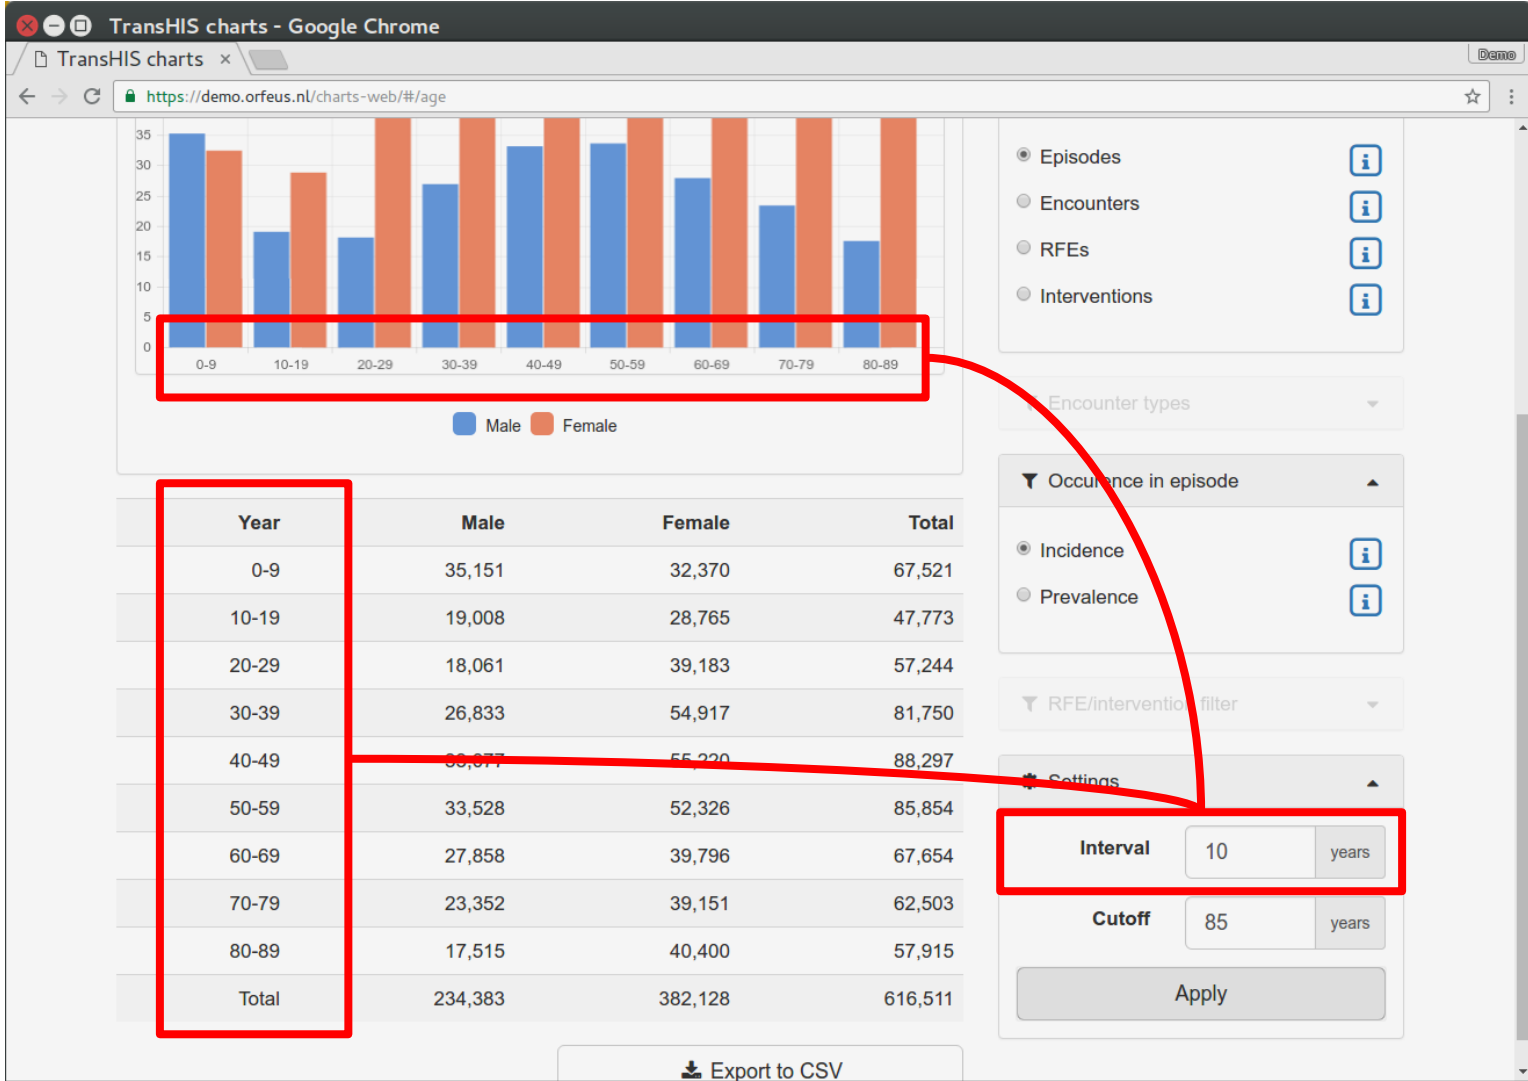 TransHIS charts - Google Chrome
TransHIS charts ×
Demo
https://demo.orfeus.nl/charts-web/#/age
35
30
25
20
15
10
5
0
0-9 10-19 20-29 30-39 40-49 50-59 60-69 70-79 80-89
Male Female
Year Male Female Total
0-9 35,151 32,370 67,521
10-19 19,008 28,765 47,773
20-29 18,061 39,183 57,244
30-39 26,833 54,917 81,750
40-49 33,077 55,220 88,297
50-59 33,528 52,326 85,854
60-69 27,858 39,796 67,654
70-79 23,352 39,151 62,503
80-89 17,515 40,400 57,915
Total 234,383 382,128 616,511
Export to CSV
Episodes
Encounters
RFEs
Interventions
Encounter types
Occurence in episode
Incidence
Prevalence
RFE/intervention filter
Settings
Interval 10 years
Cutoff 85 years
Apply